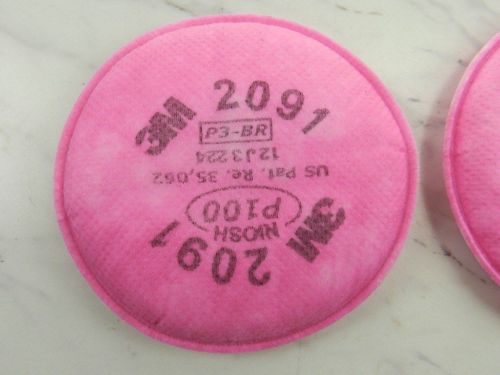 3M 2091
P3-BR
12J3224
US Pat. Re. 35,062
P100
NIOSH
3M 2091